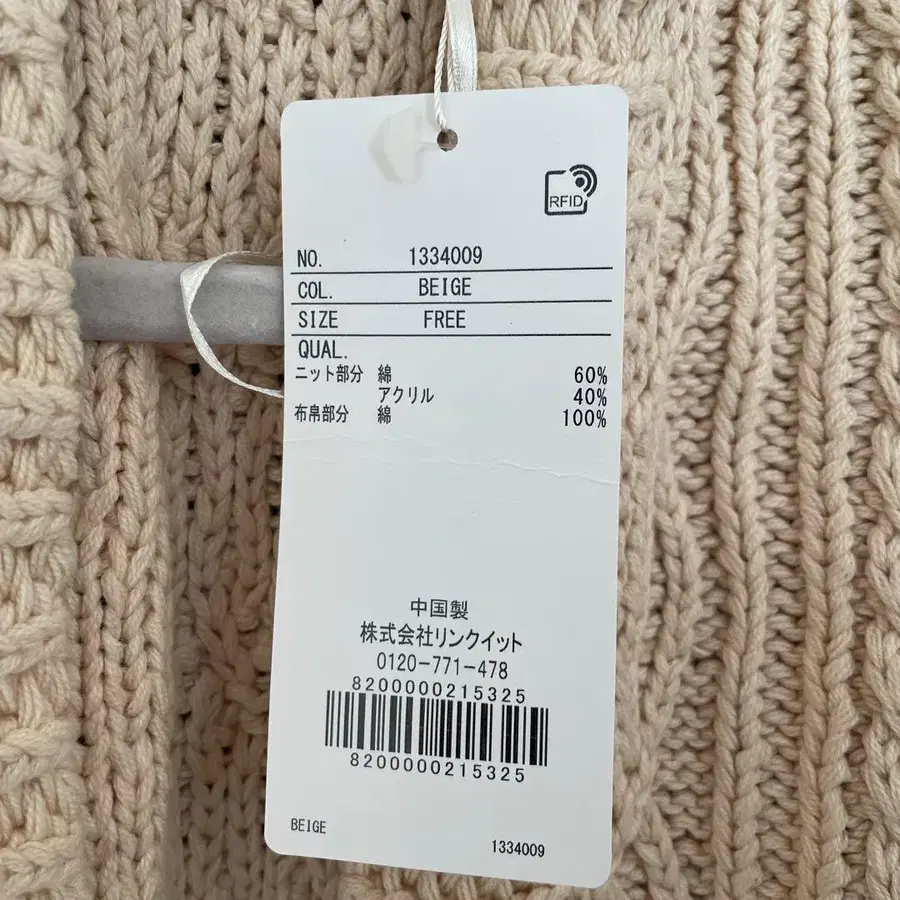 RFID
NO. 1334009
COL. BEIGE
SIZE FREE
QUAL.
ニット部分 綿 60%
アクリル 40%
布帛部分 綿 100%
中国製
株式会社リンクイット
0120-771-478
8200000215325
8200000215325
BEIGE 1334009